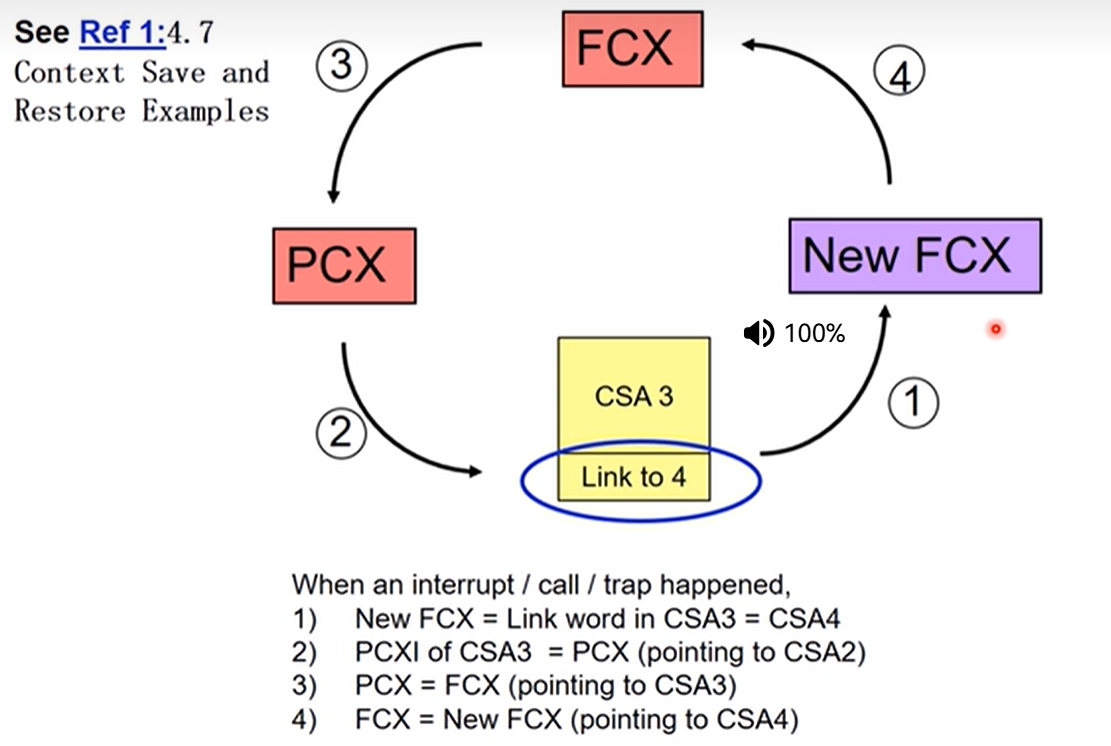 See Ref 1:4. 7
Context Save and
Restore Examples
③
FCX
④
PCX
New FCX
100%
CSA 3
①
②
Link to 4
When an interrupt / call / trap happened,
1) New FCX = Link word in CSA3 = CSA4
2) PCXI of CSA3 = PCX (pointing to CSA2)
3) PCX = FCX (pointing to CSA3)
4) FCX = New FCX (pointing to CSA4)